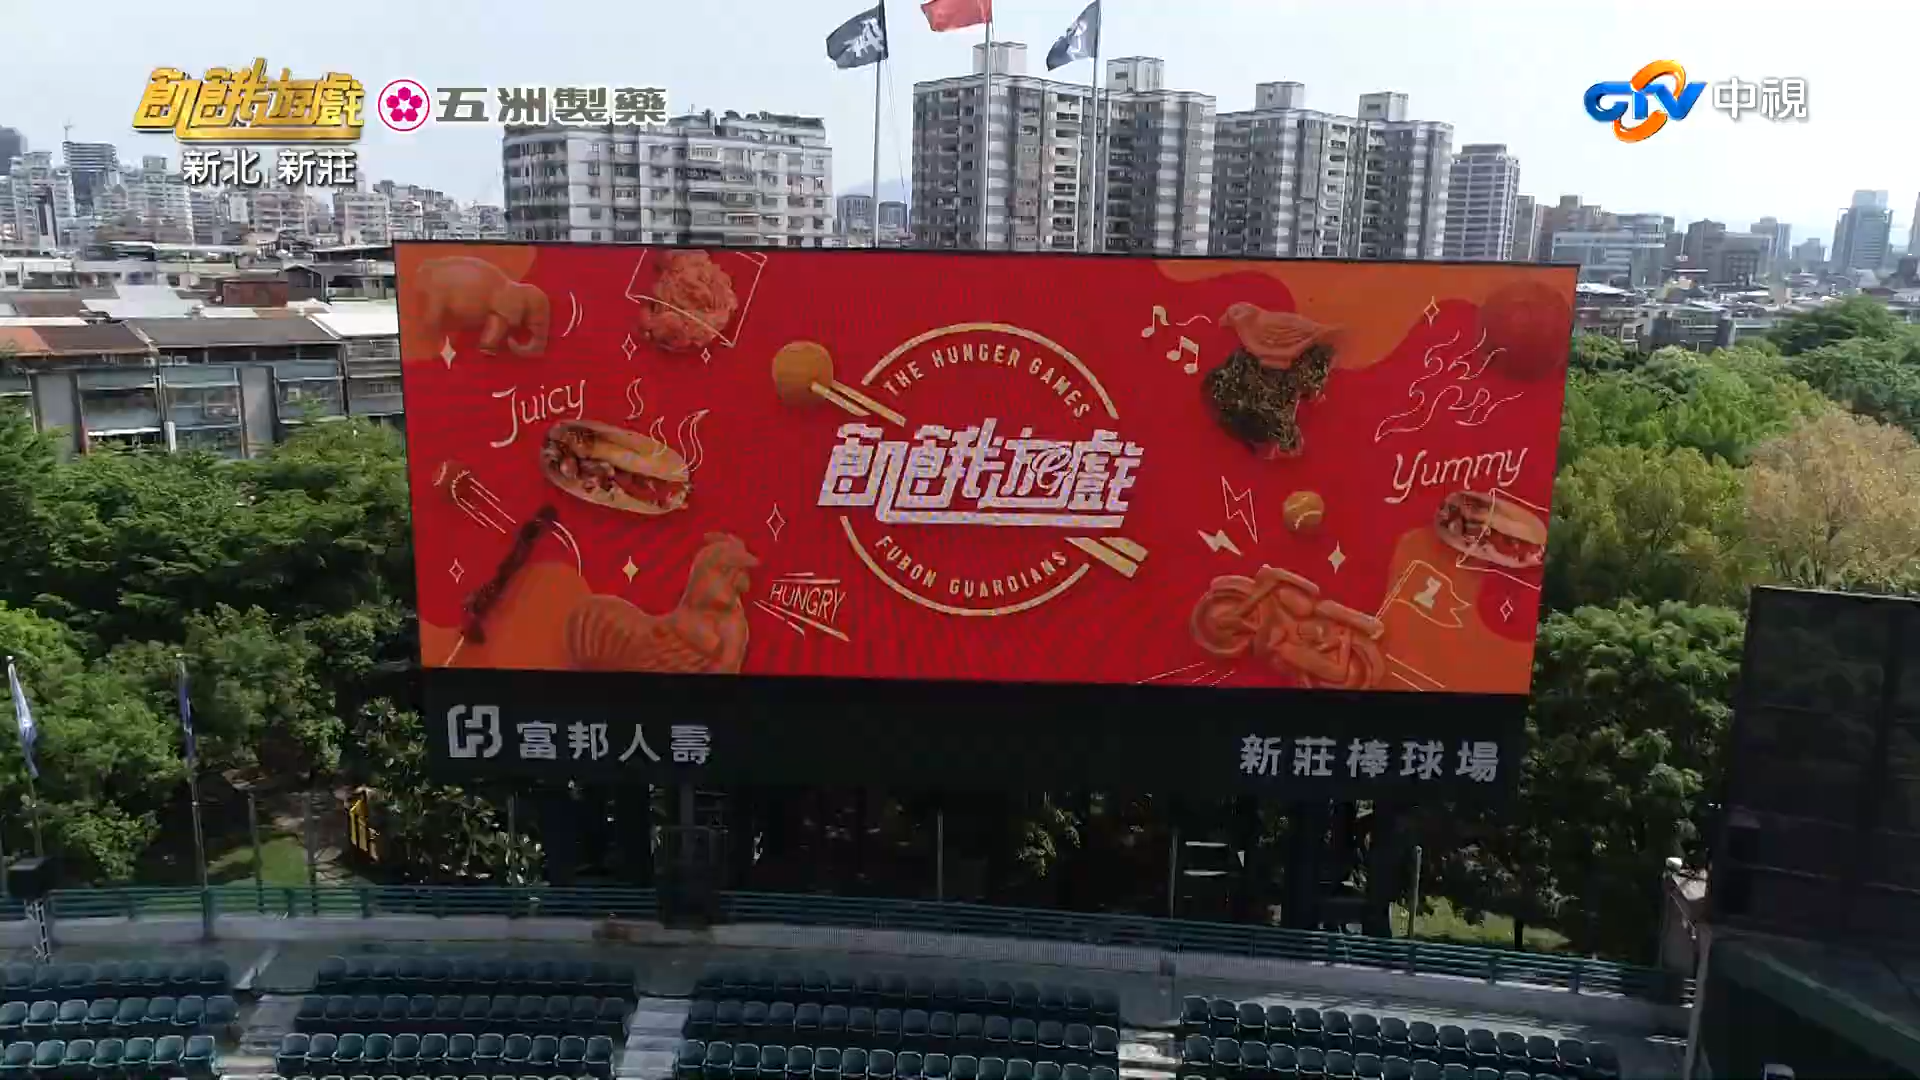 飢餓遊戲
五洲製藥
新北 新莊
CTV 中視
Juicy
THE HUNGER GAMES
飢餓遊戲
FUBON GUARDIANS
HUNGRY
Yummy
富邦人壽
新莊棒球場